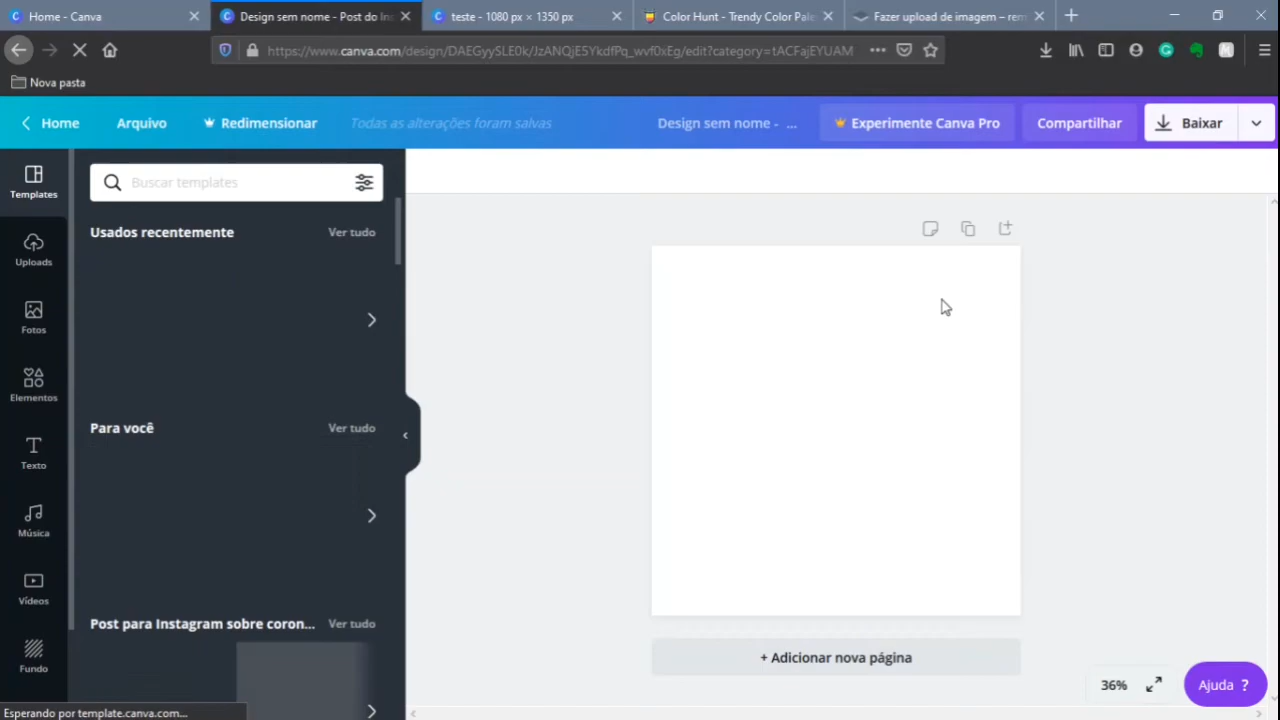 Home - Canva
Design sem nome - Post do Ins
teste - 1080 px × 1350 px
Color Hunt - Trendy Color Pale
Fazer upload de imagem – rem
https://www.canva.com/design/DAEGyySLE0k/JzANQjE5YkdfPq_wvf0xEg/edit?category=tACFajEYUAM
Nova pasta
Home
Arquivo
Redimensionar
Todas as alterações foram salvas
Design sem nome - ...
Experimente Canva Pro
Compartilhar
Baixar
Templates
Uploads
Fotos
Elementos
Texto
Música
Vídeos
Fundo
Buscar templates
Usados recentemente
Ver tudo
Para você
Ver tudo
Post para Instagram sobre coron...
Ver tudo
+ Adicionar nova página
36%
Ajuda ?
Esperando por template.canva.com...